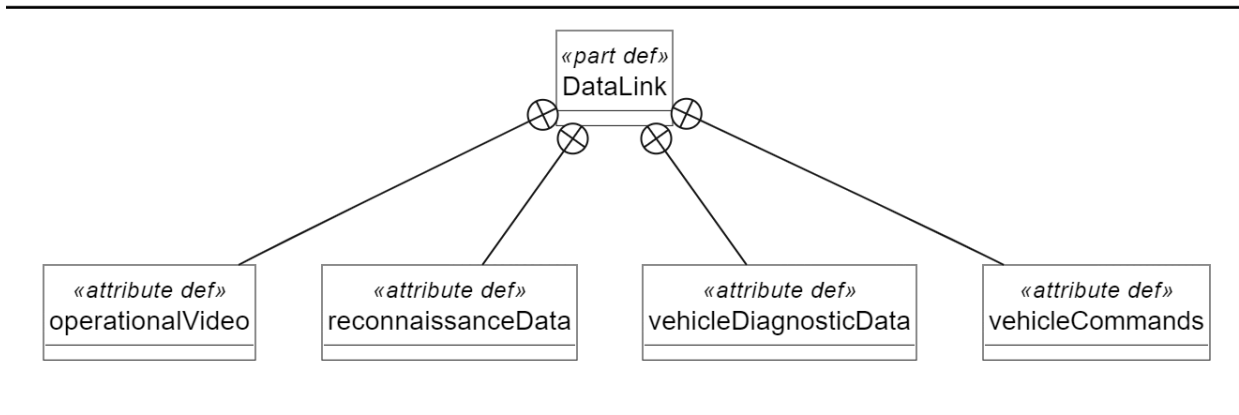 «part def»
DataLink
«attribute def»
operationalVideo
«attribute def»
reconnaissanceData
«attribute def»
vehicleDiagnosticData
«attribute def»
vehicleCommands